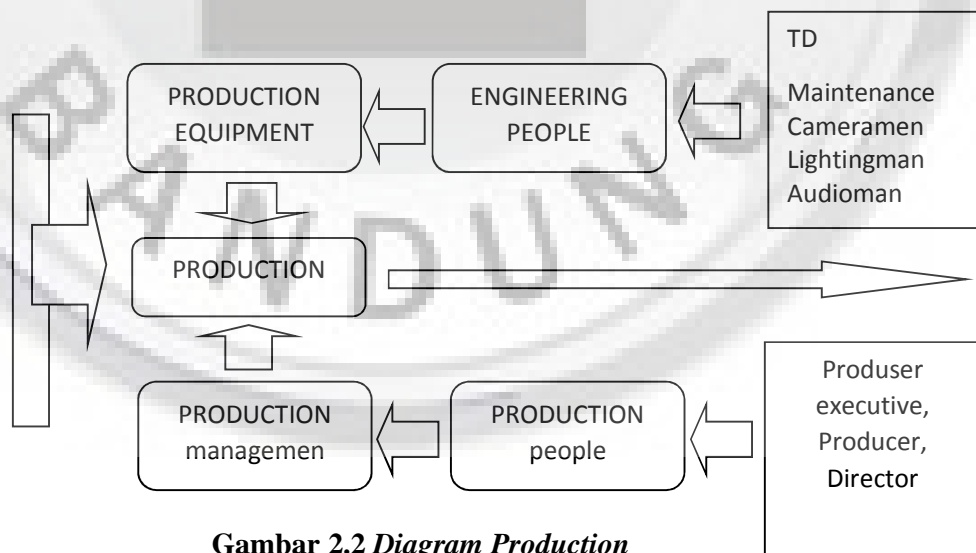 TD
PRODUCTION
EQUIPMENT
ENGINEERING
PEOPLE
Maintenance
Cameramen
Lightingman
Audioman
PRODUCTION
PRODUCTION
managemen
PRODUCTION
people
Produser
executive,
Producer,
Director
Gambar 2.2 Diagram Production
BANDUNG